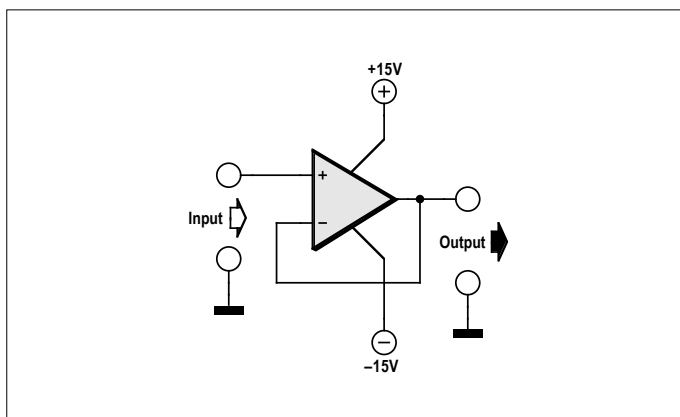 +15V
+
+
Input
−
Output
−
–15V